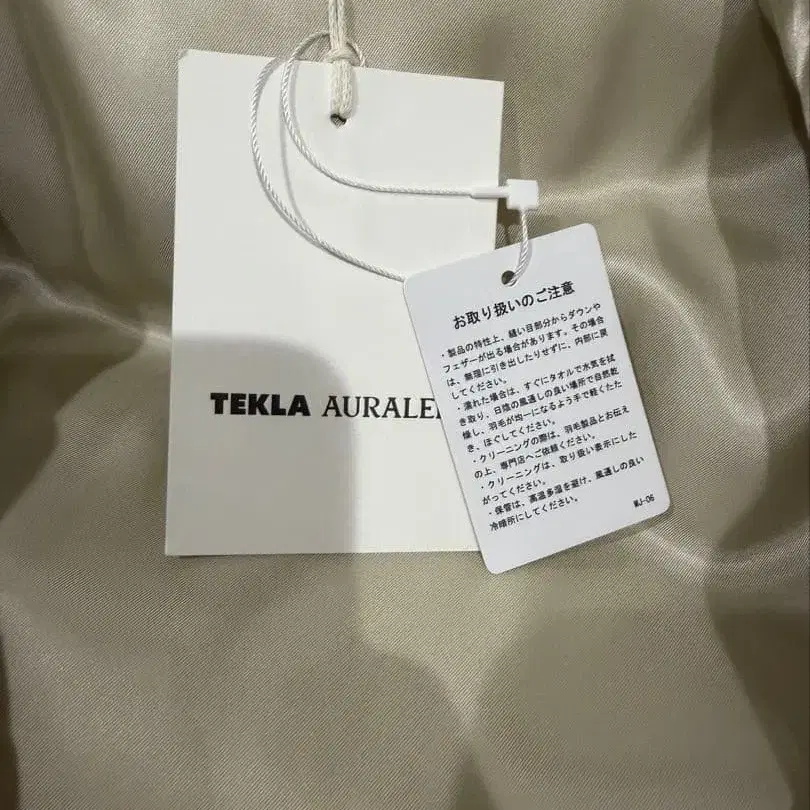 TEKLA AURALE
お取り扱いのご注意
・製品の特性上、縫い目部分からダウンや
フェザーが出る場合があります。その場合
は、無理に引き出したりせずに、内部に戻
してください。
・濡れた場合は、すぐにタオルで水気を拭
き取り、日陰の風通しの良い場所で自然乾
燥し、羽毛が均一になるよう手で軽くたた
き、ほぐしてください。
・クリーニングの際は、羽毛製品とお伝え
の上、専門店へご依頼ください。
・クリーニングは、取り扱い表示にした
がってください。
・保管は、高温多湿を避け、風通しの良い
冷暗所にしてください。
WJ-06